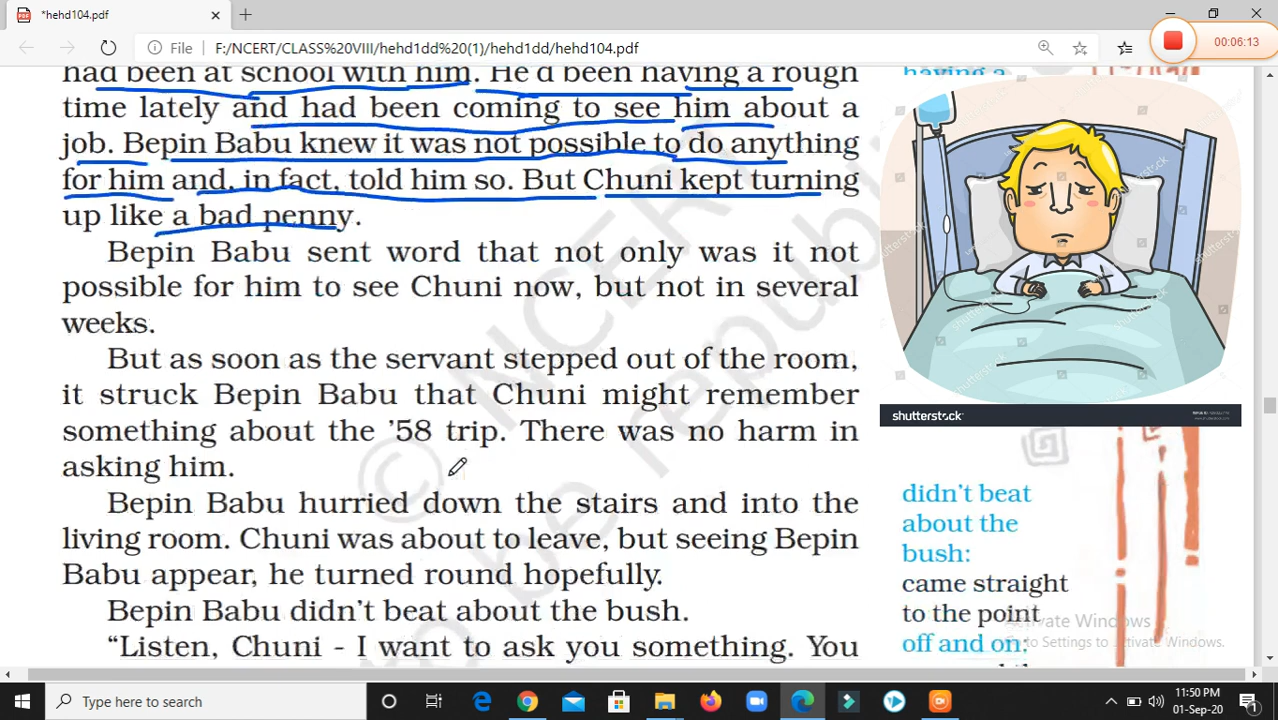 *hehd104.pdf
00:06:13
File
F:/NCERT/CLASS%20VIII/hehd1dd%20(1)/hehd1dd/hehd104.pdf
had been at school with him. He'd been having a rough
time lately and had been coming to see him about a
job. Bepin Babu knew it was not possible to do anything
for him and, in fact, told him so. But Chuni kept turning
up like a bad penny.
Bepin Babu sent word that not only was it not
possible for him to see Chuni now, but not in several
weeks.
But as soon as the servant stepped out of the room,
it struck Bepin Babu that Chuni might remember
something about the ’58 trip. There was no harm in
asking him.
Bepin Babu hurried down the stairs and into the
living room. Chuni was about to leave, but seeing Bepin
Babu appear, he turned round hopefully.
Bepin Babu didn’t beat about the bush.
“Listen, Chuni - I want to ask you something. You
having a
shutterstock
didn’t beat
about the
bush:
came straight
to the point
off and on:
Activate Windows
Go to Settings to activate Windows.
© NCERT
to be republi
Type here to search
11:50 PM
01-Sep-20